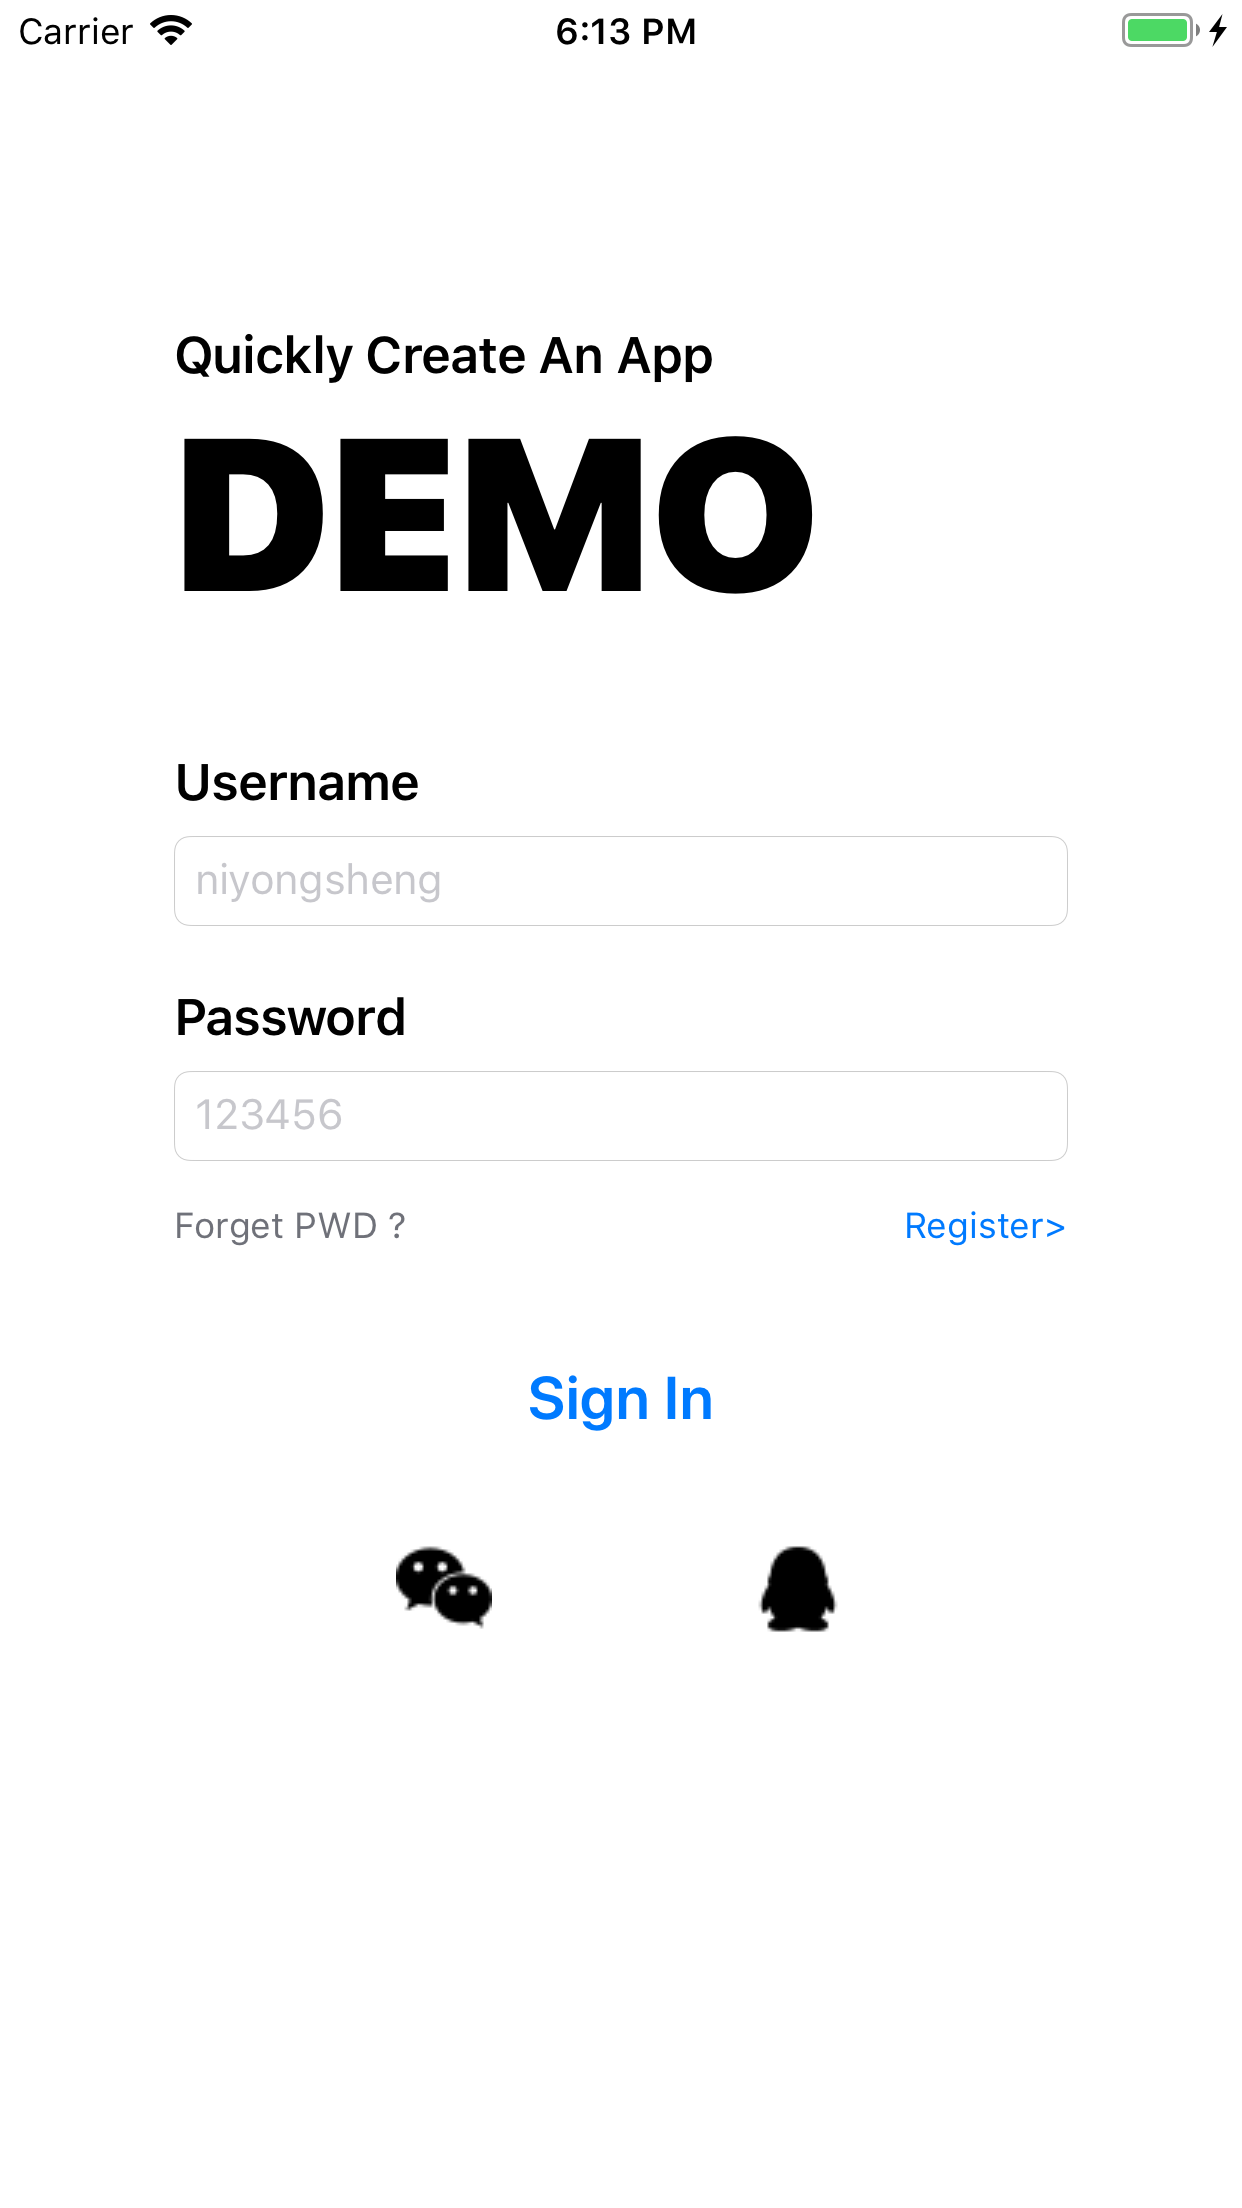 Carrier 6:13 PM
Quickly Create An App
DEMO
Username
niyongsheng
Password
123456
Forget PWD ? Register>
Sign In